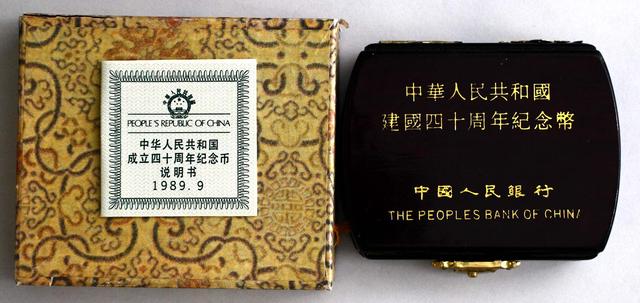 PEOPLE'S REPUBLIC OF CHINA
中华人民共和国
成立四十周年纪念币
说明书
1989.9
中華人民共和國
建國四十周年紀念幣
中國人民銀行
THE PEOPLES BANK OF CHINA